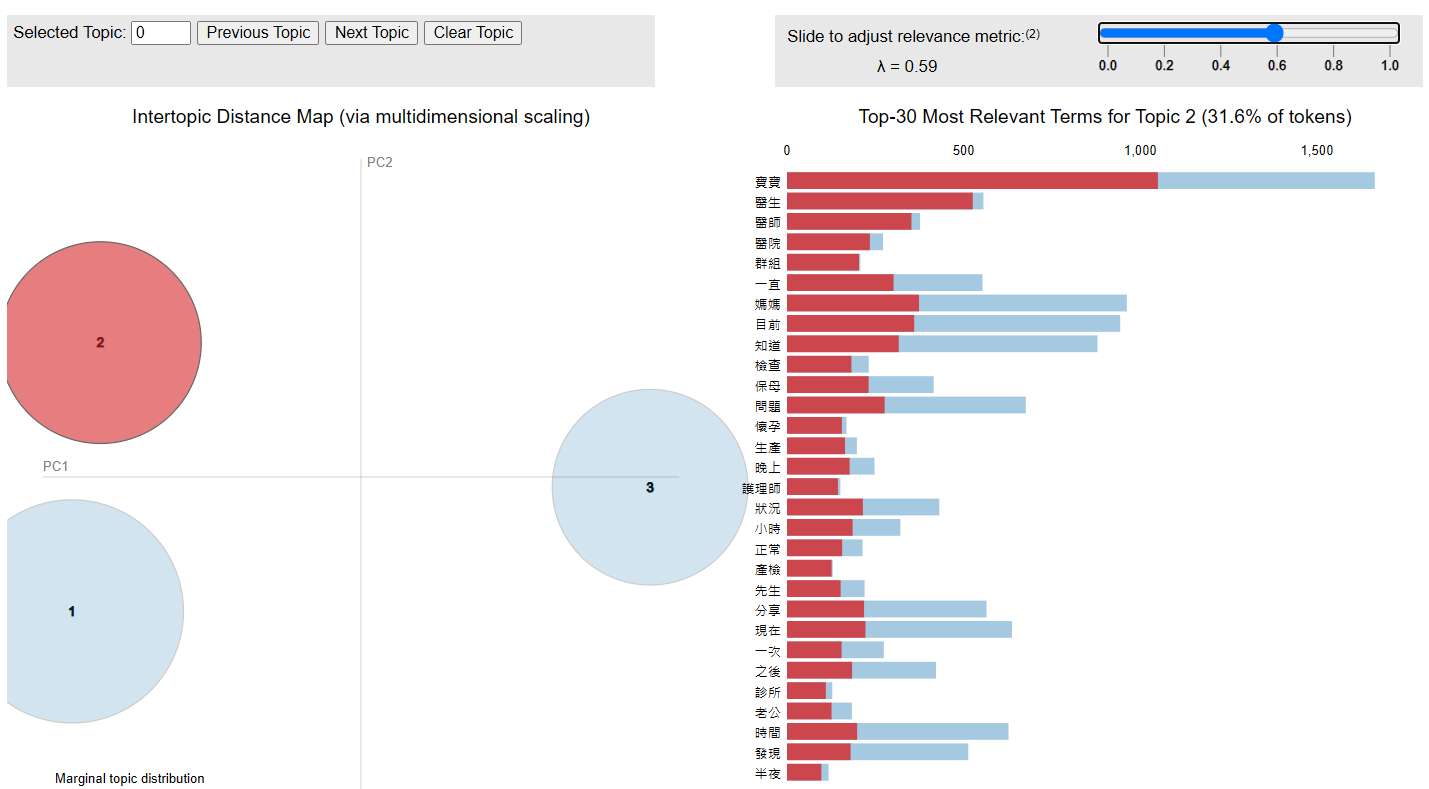 Selected Topic: 0 Previous Topic Next Topic Clear Topic
Slide to adjust relevance metric:(2)
λ = 0.59
0.0 0.2 0.4 0.6 0.8 1.0
Intertopic Distance Map (via multidimensional scaling)
PC2
PC1
2
1
3
Marginal topic distribution
Top-30 Most Relevant Terms for Topic 2 (31.6% of tokens)
0 500 1,000 1,500
寶寶
醫生
醫師
醫院
群組
一直
媽媽
目前
知道
檢查
保母
問題
懷孕
生產
晚上
護理師
狀況
小時
正常
產檢
先生
分享
現在
一次
之後
診所
老公
時間
發現
半夜